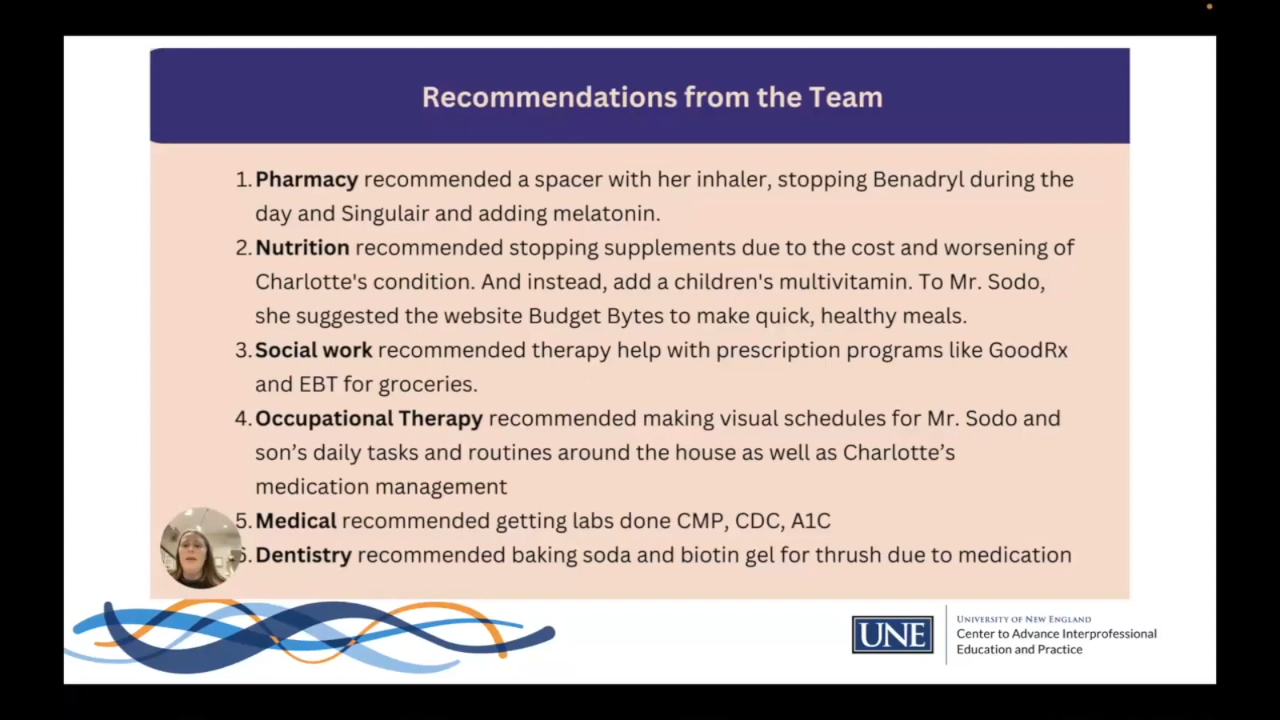 Recommendations from the Team
1. Pharmacy recommended a spacer with her inhaler, stopping Benadryl during the
day and Singulair and adding melatonin.
2. Nutrition recommended stopping supplements due to the cost and worsening of
Charlotte's condition. And instead, add a children's multivitamin. To Mr. Sodo,
she suggested the website Budget Bytes to make quick, healthy meals.
3. Social work recommended therapy help with prescription programs like GoodRx
and EBT for groceries.
4. Occupational Therapy recommended making visual schedules for Mr. Sodo and
son’s daily tasks and routines around the house as well as Charlotte’s
medication management
5. Medical recommended getting labs done CMP, CDC, A1C
6. Dentistry recommended baking soda and biotin gel for thrush due to medication
UNE
UNIVERSITY OF NEW ENGLAND
Center to Advance Interprofessional
Education and Practice